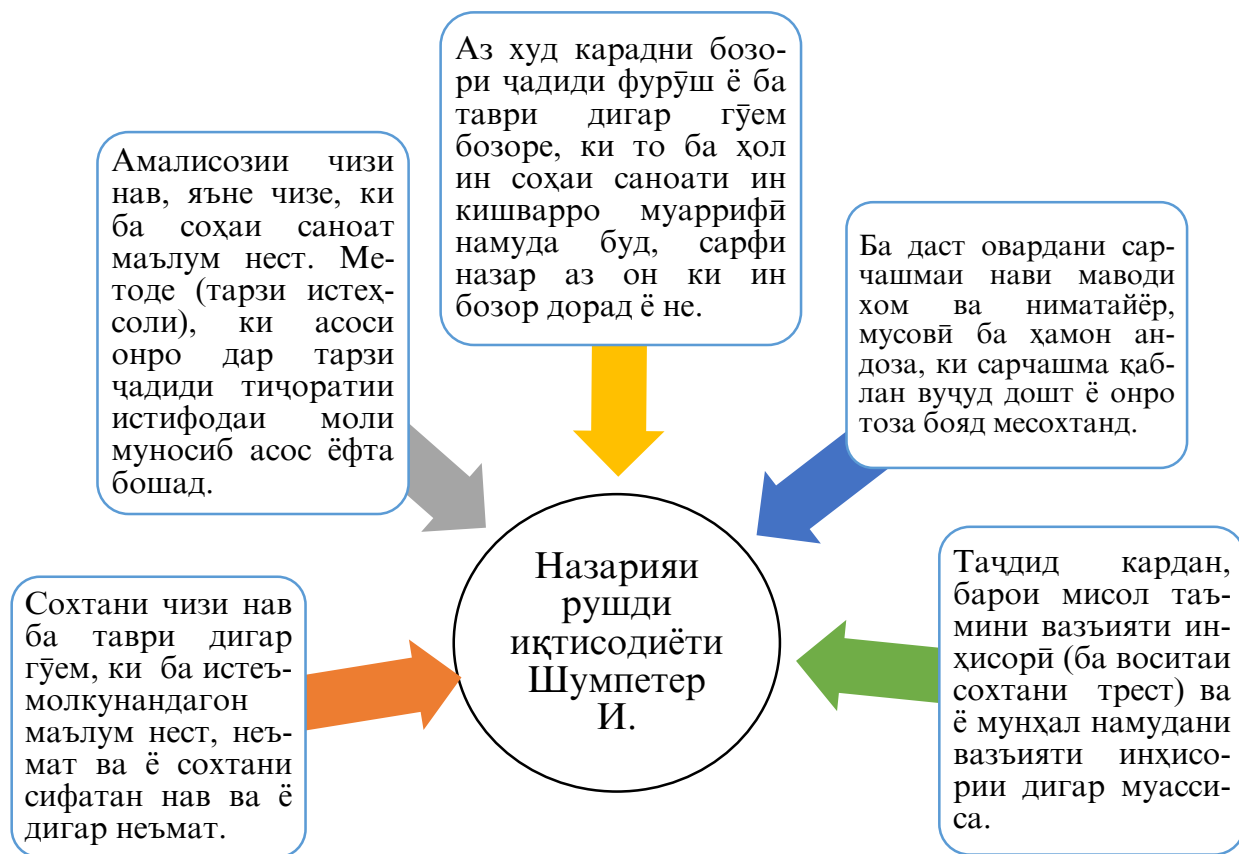 Аз худ карадни бозо-
ри ҷадиди фурӯш ё ба
таври дигар гӯем
бозоре, ки то ба ҳол
ин соҳаи саноати ин
кишварро муаррифӣ
намуда буд, сарфи
назар аз он ки ин
бозор дорад ё не.
Амалисозии чизи
нав, яъне чизе, ки
ба соҳаи саноат
маълум нест. Ме-
тоде (тарзи истеҳ-
соли), ки асоси
онро дар тарзи
ҷадиди тиҷоратии
истифодаи моли
муносиб асос ёфта
бошад.
Ба даст овардани сар-
чашмаи нави маводи
хом ва ниматайёр,
мусовӣ ба ҳамон ан-
доза, ки сарчашма қаб-
лан вуҷуд дошт ё онро
тоза бояд месохтанд.
Сохтани чизи нав
ба таври дигар
гӯем, ки ба истеъ-
молкунандагон
маълум нест, неъ-
мат ва ё сохтани
сифатан нав ва ё
дигар неъмат.
Назарияи
рушди
иқтисодиёти
Шумпетер
И.
Таҷдид кардан,
барои мисол таъ-
мини вазъияти ин-
ҳисорӣ (ба воситаи
сохтани трест) ва
ё мунҳал намудани
вазъияти инҳисо-
рии дигар муасси-
са.